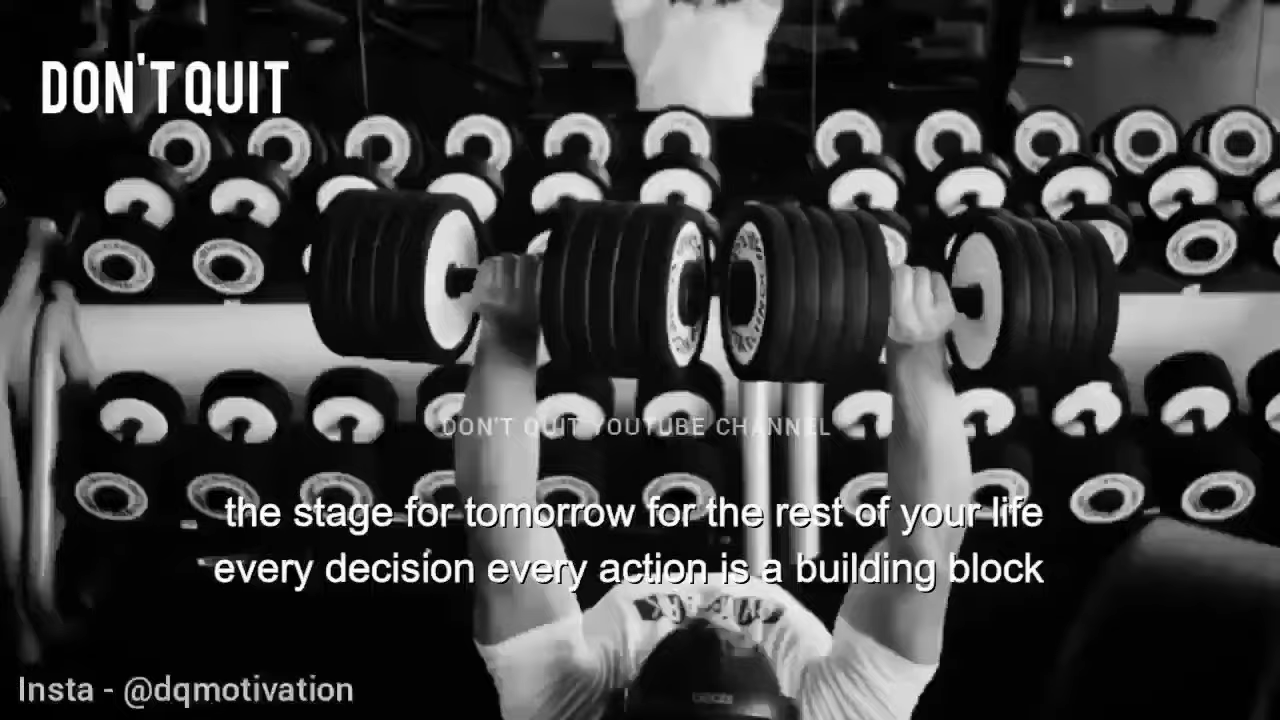 DON'T QUIT
DON'T QUIT YOUTUBE CHANNEL
the stage for tomorrow for the rest of your life
every decision every action is a building block
Insta - @dqmotivation